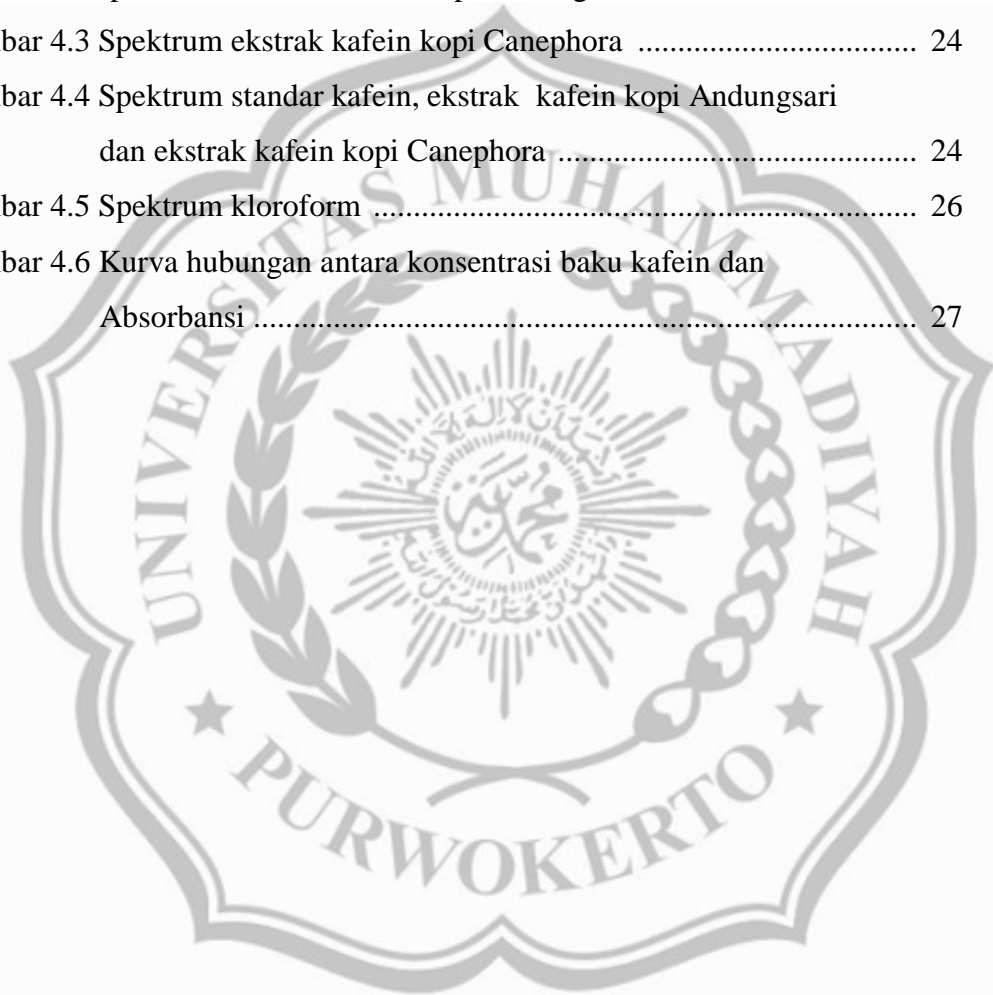 bar 4.3 Spektrum ekstrak kafein kopi Canephora .................................... 24
bar 4.4 Spektrum standar kafein, ekstrak kafein kopi Andungsari
dan ekstrak kafein kopi Canephora .............................................. 24
bar 4.5 Spektrum kloroform ...................................................................... 26
bar 4.6 Kurva hubungan antara konsentrasi baku kafein dan
Absorbansi ..................................................................................... 27
UNIVERSITAS MUHAMMADIYAH
PURWOKERTO